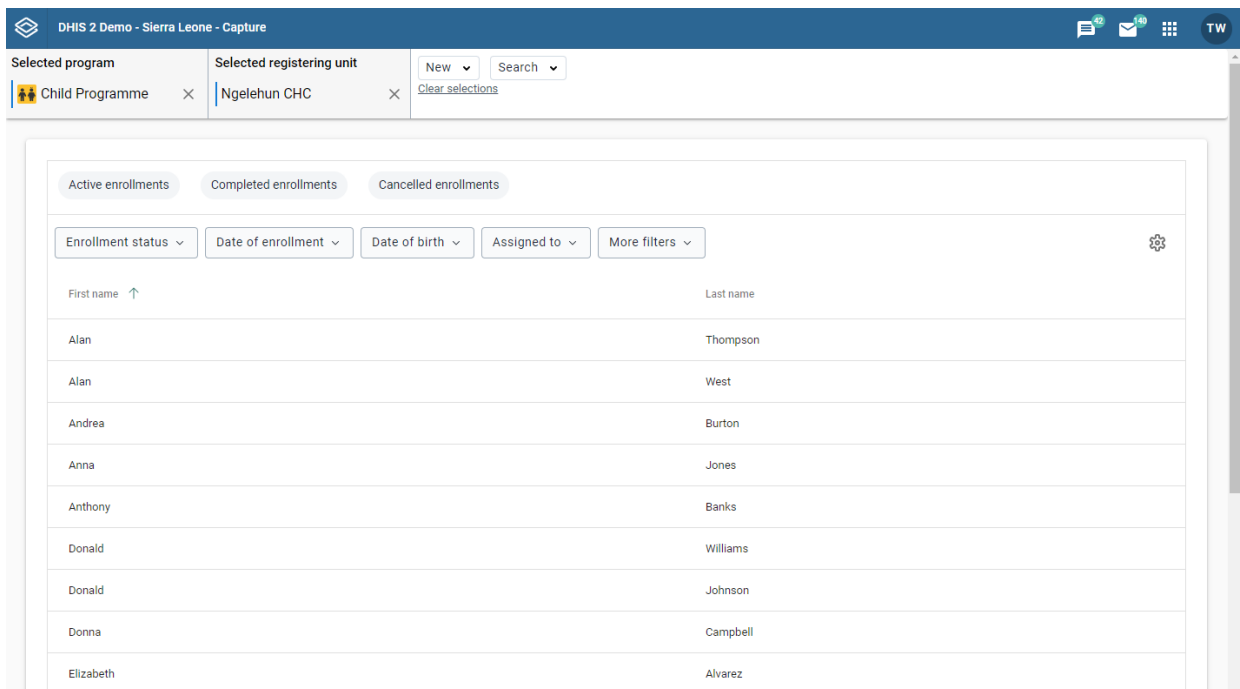 DHIS 2 Demo - Sierra Leone - Capture 42 140 TW
Selected program Selected registering unit New Search
Child Programme Ngelehun CHC Clear selections
Active enrollments Completed enrollments Cancelled enrollments
Enrollment status Date of enrollment Date of birth Assigned to More filters
First name Last name
Alan Thompson
Alan West
Andrea Burton
Anna Jones
Anthony Banks
Donald Williams
Donald Johnson
Donna Campbell
Elizabeth Alvarez